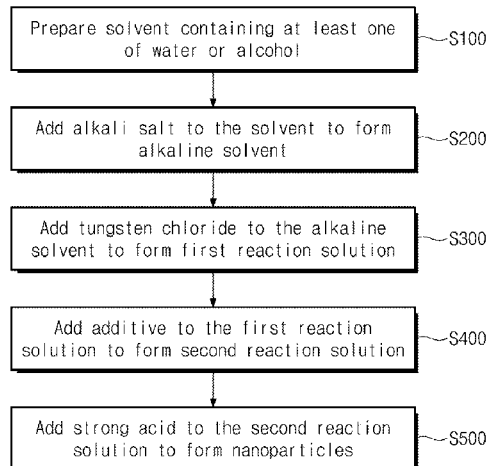 Prepare solvent containing at least one
of water or alcohol
S100
Add alkali salt to the solvent to form
alkaline solvent
S200
Add tungsten chloride to the alkaline
solvent to form first reaction solution
S300
Add additive to the first reaction
solution to form second reaction solution
S400
Add strong acid to the second reaction
solution to form nanoparticles
S500